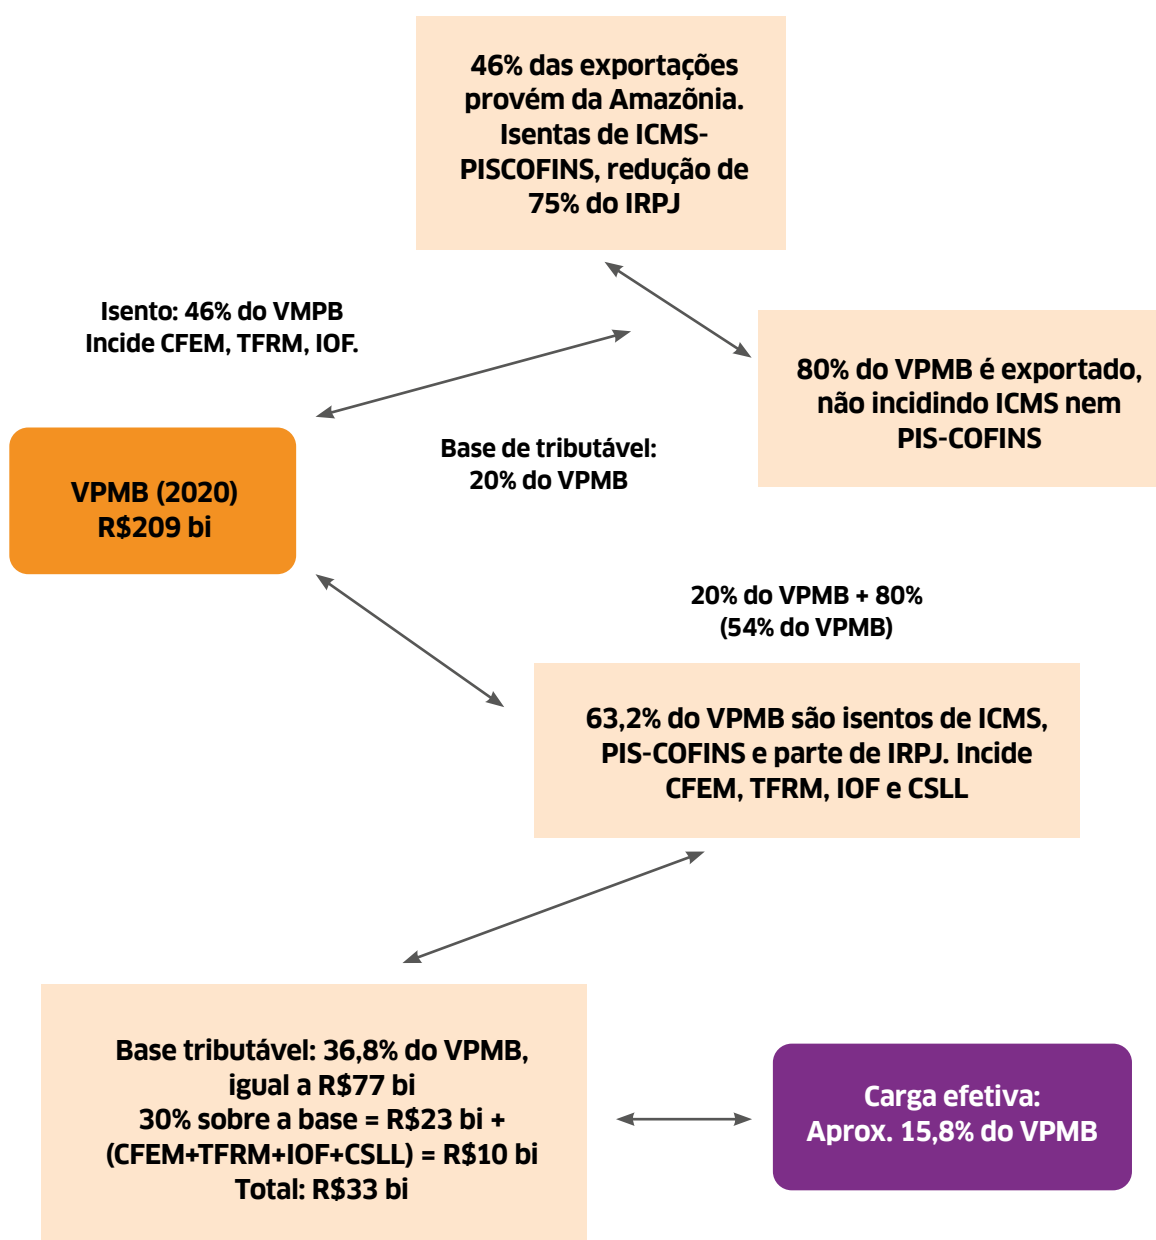 46% das exportações
provém da Amazõnia.
Isentas de ICMS-
PISCOFINS, redução de
75% do IRPJ
Isento: 46% do VMPB
Incide CFEM, TFRM, IOF.
80% do VPMB é exportado,
não incidindo ICMS nem
PIS-COFINS
Base de tributável:
20% do VPMB
VPMB (2020)
R$209 bi
20% do VPMB + 80%
(54% do VPMB)
63,2% do VPMB são isentos de ICMS,
PIS-COFINS e parte de IRPJ. Incide
CFEM, TFRM, IOF e CSLL
Base tributável: 36,8% do VPMB,
igual a R$77 bi
30% sobre a base = R$23 bi +
(CFEM+TFRM+IOF+CSLL) = R$10 bi
Total: R$33 bi
Carga efetiva:
Aprox. 15,8% do VPMB